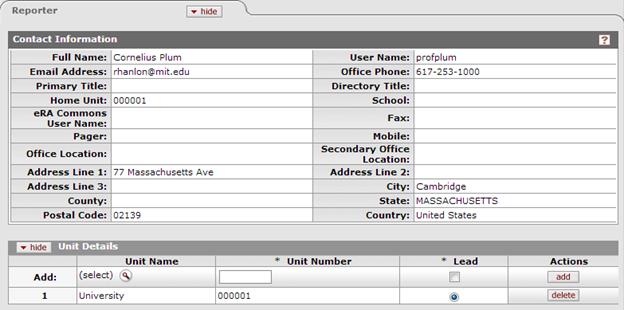 Reporter hide
Contact Information ?
Full Name: Cornelius Plum User Name: profplum
Email Address: rhanlon@mit.edu Office Phone: 617-253-1000
Primary Title: Directory Title:
Home Unit: 000001 School:
eRA Commons
User Name: Fax:
Pager: Mobile:
Office Location: Secondary Office
Location:
Address Line 1: 77 Massachusetts Ave Address Line 2:
Address Line 3: City: Cambridge
County: State: MASSACHUSETTS
Postal Code: 02139 Country: United States
hide Unit Details
Unit Name * Unit Number * Lead Actions
Add: (select) add
1 University 000001 delete